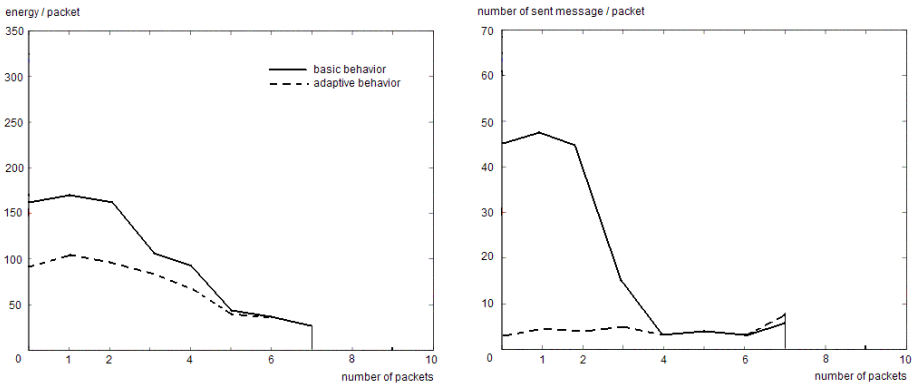 energy / packet
350
300
250
200
150
100
50
0 1 2 4 6 8 10
number of packets
basic behavior
adaptive behavior
number of sent message / packet
70
60
50
40
30
20
10
0 1 2 4 6 8 10
number of packets